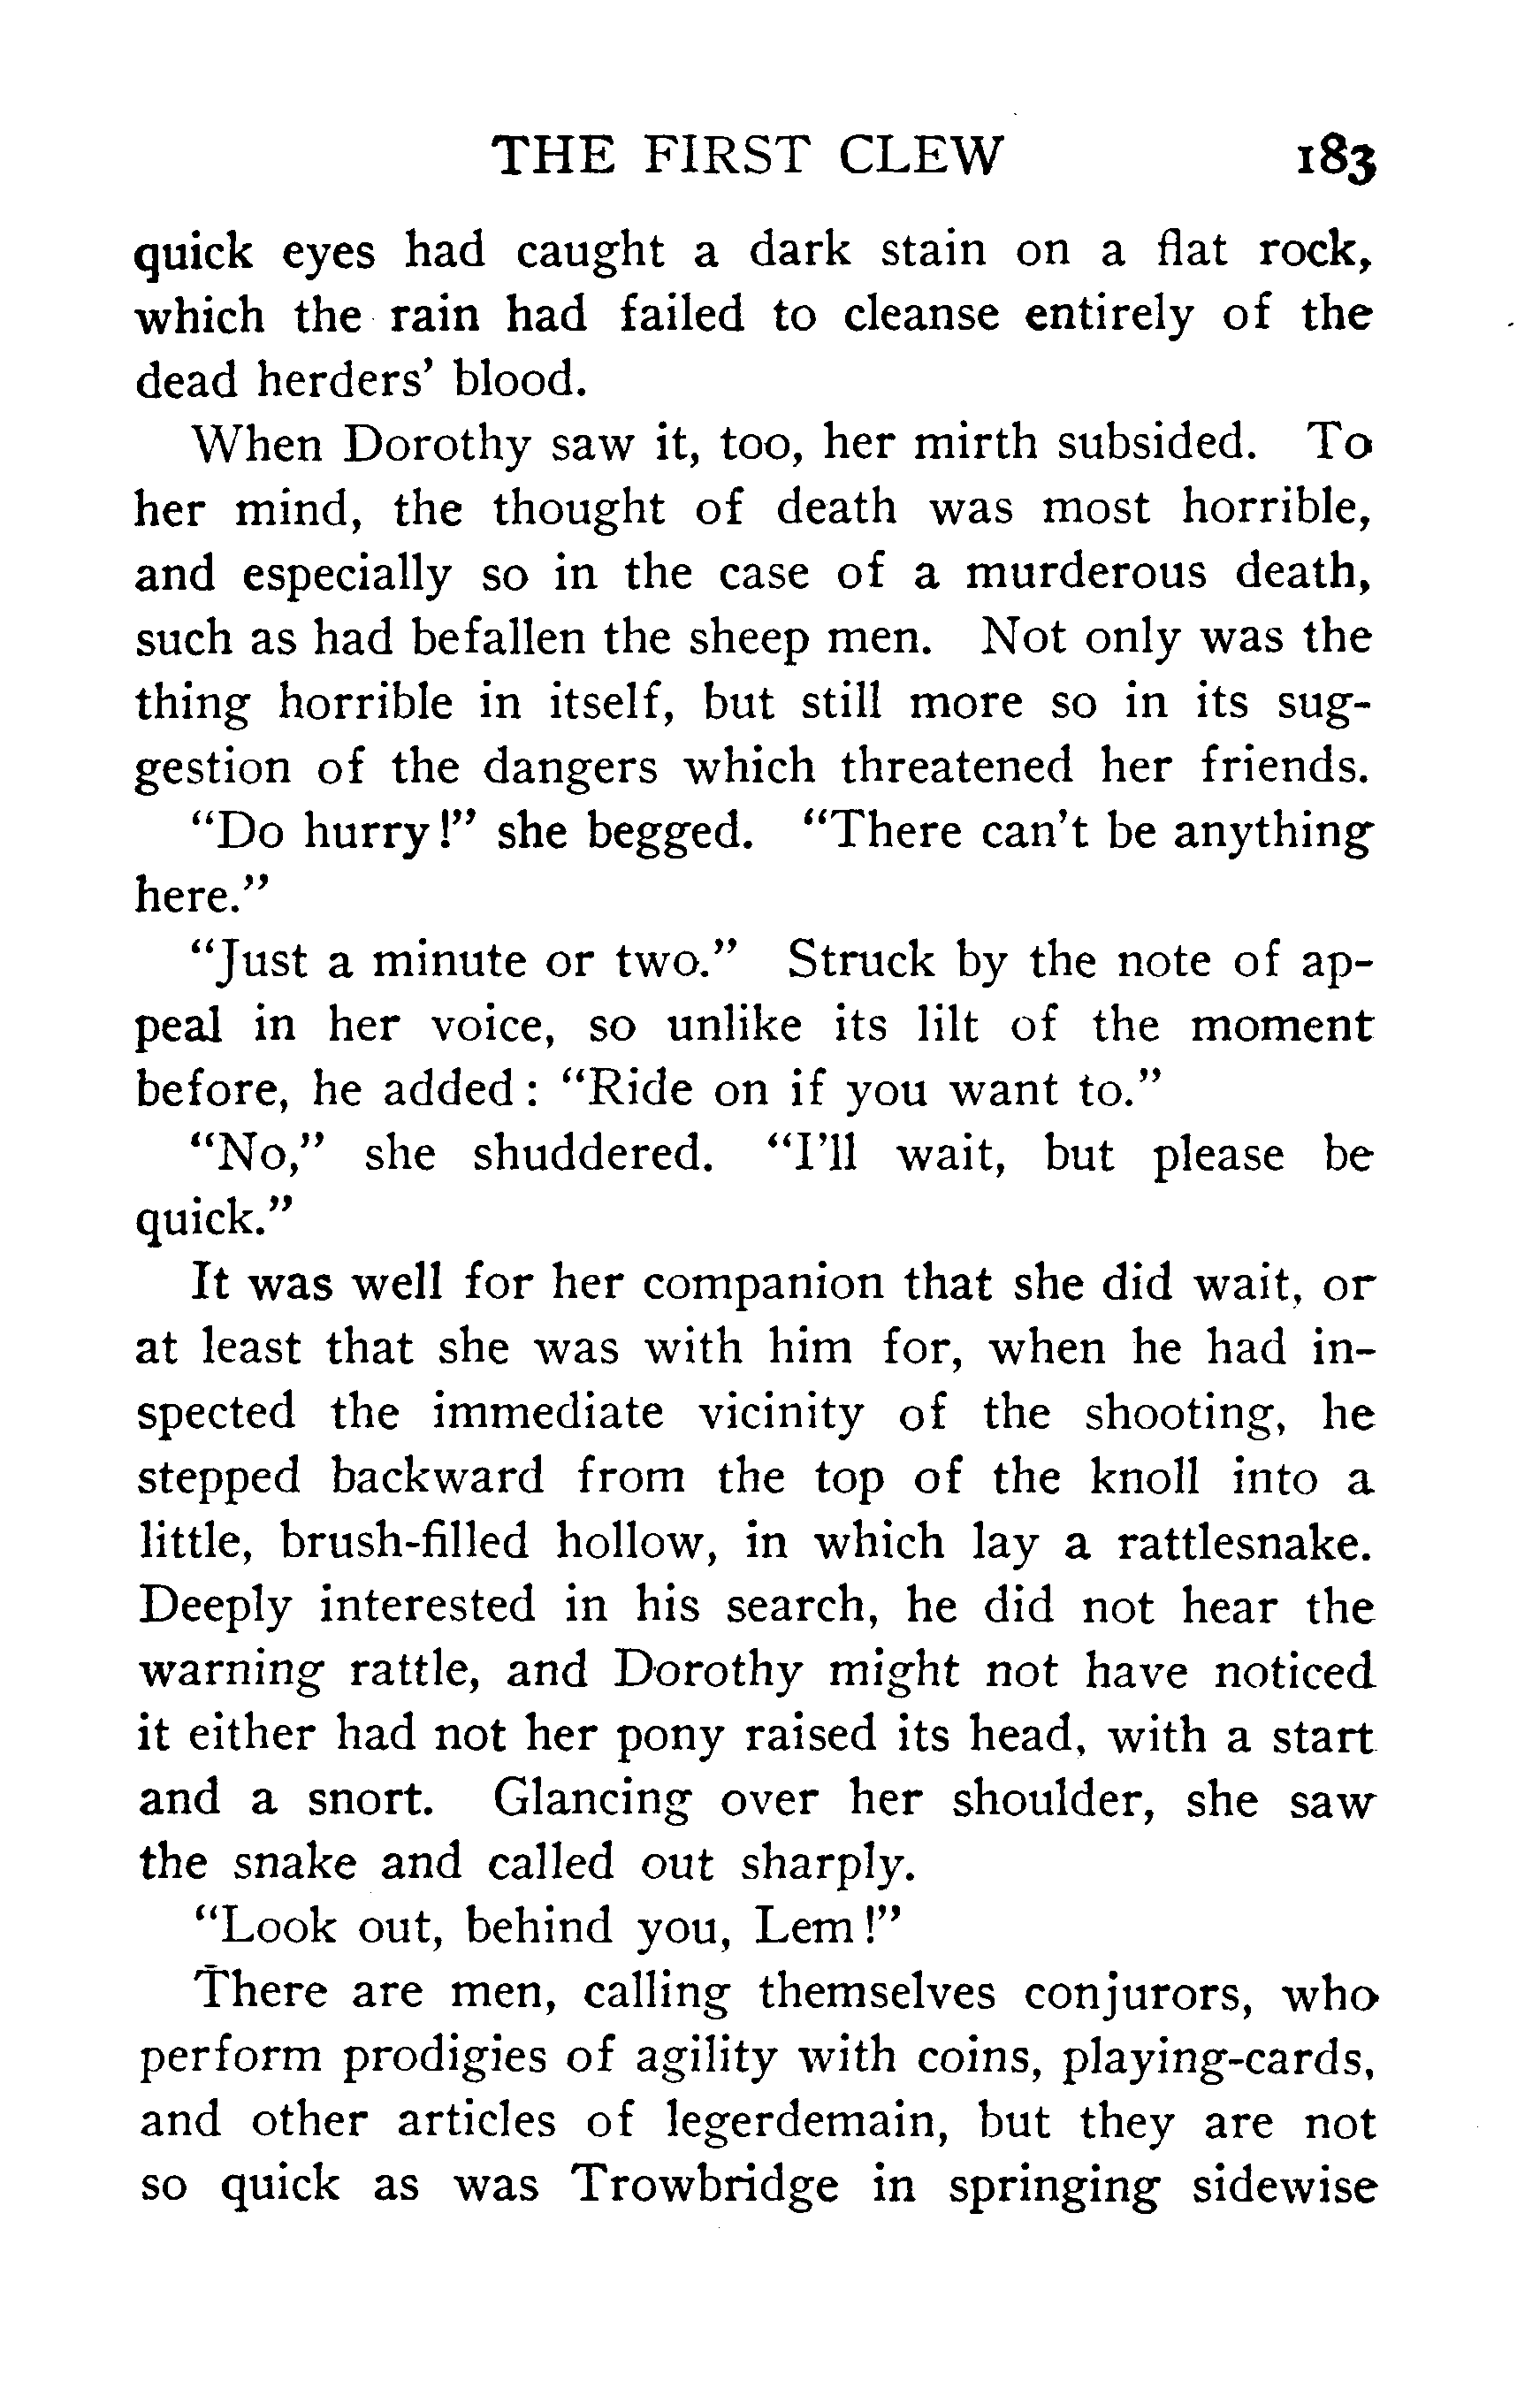 THE FIRST CLEW 183
quick eyes had caught a dark stain on a flat rock,
which the rain had failed to cleanse entirely of the
dead herders' blood.
When Dorothy saw it, too, her mirth subsided. To
her mind, the thought of death was most horrible,
and especially so in the case of a murderous death,
such as had befallen the sheep men. Not only was the
thing horrible in itself, but still more so in its sug-
gestion of the dangers which threatened her friends.
"Do hurry!" she begged. "There can't be anything
here."
"Just a minute or two." Struck by the note of ap-
peal in her voice, so unlike its lilt of the moment
before, he added: "Ride on if you want to."
"No," she shuddered. "I'll wait, but please be
quick."
It was well for her companion that she did wait, or
at least that she was with him for, when he had in-
spected the immediate vicinity of the shooting, he
stepped backward from the top of the knoll into a
little, brush-filled hollow, in which lay a rattlesnake.
Deeply interested in his search, he did not hear the
warning rattle, and Dorothy might not have noticed
it either had not her pony raised its head, with a start
and a snort. Glancing over her shoulder, she saw
the snake and called out sharply.
"Look out, behind you, Lem!"
There are men, calling themselves conjurors, who
perform prodigies of agility with coins, playing-cards,
and other articles of legerdemain, but they are not
so quick as was Trowbridge in springing sidewise